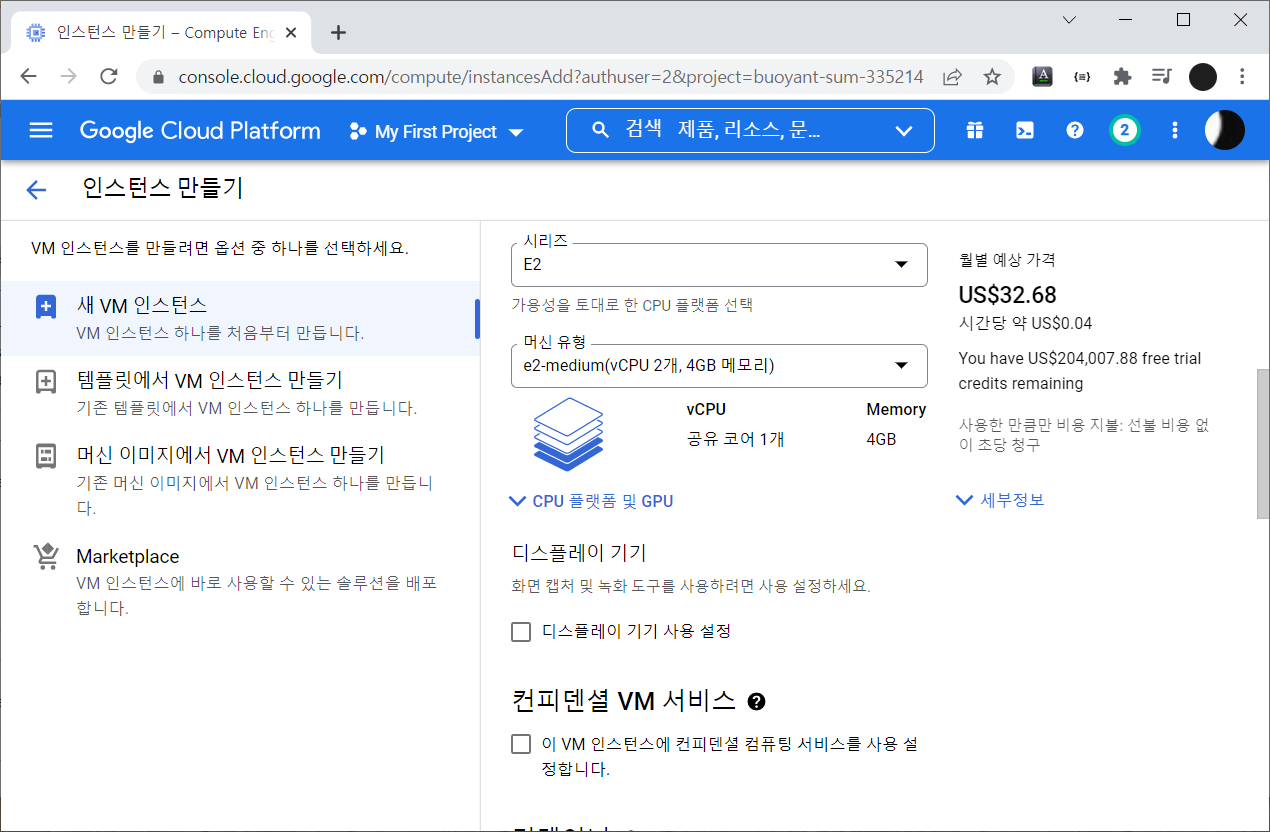 인스턴스 만들기 – Compute Eng
console.cloud.google.com/compute/instancesAdd?authuser=2&project=buoyant-sum-335214
Google Cloud Platform
My First Project
검색 제품, 리소스, 문...
2
인스턴스 만들기
VM 인스턴스를 만들려면 옵션 중 하나를 선택하세요.
새 VM 인스턴스
VM 인스턴스 하나를 처음부터 만듭니다.
템플릿에서 VM 인스턴스 만들기
기존 템플릿에서 VM 인스턴스 하나를 만듭니다.
머신 이미지에서 VM 인스턴스 만들기
기존 머신 이미지에서 VM 인스턴스 하나를 만듭니
다.
Marketplace
VM 인스턴스에 바로 사용할 수 있는 솔루션을 배포
합니다.
시리즈
E2
가용성을 토대로 한 CPU 플랫폼 선택
머신 유형
e2-medium(vCPU 2개, 4GB 메모리)
vCPU
Memory
공유 코어 1개
4GB
CPU 플랫폼 및 GPU
디스플레이 기기
화면 캡처 및 녹화 도구를 사용하려면 사용 설정하세요.
디스플레이 기기 사용 설정
컨피덴셜 VM 서비스
이 VM 인스턴스에 컨피덴셜 컴퓨팅 서비스를 사용 설
정합니다.
월별 예상 가격
US$32.68
시간당 약 US$0.04
You have US$204,007.88 free trial
credits remaining
사용한 만큼만 비용 지불: 선불 비용 없
이 초당 청구
세부정보